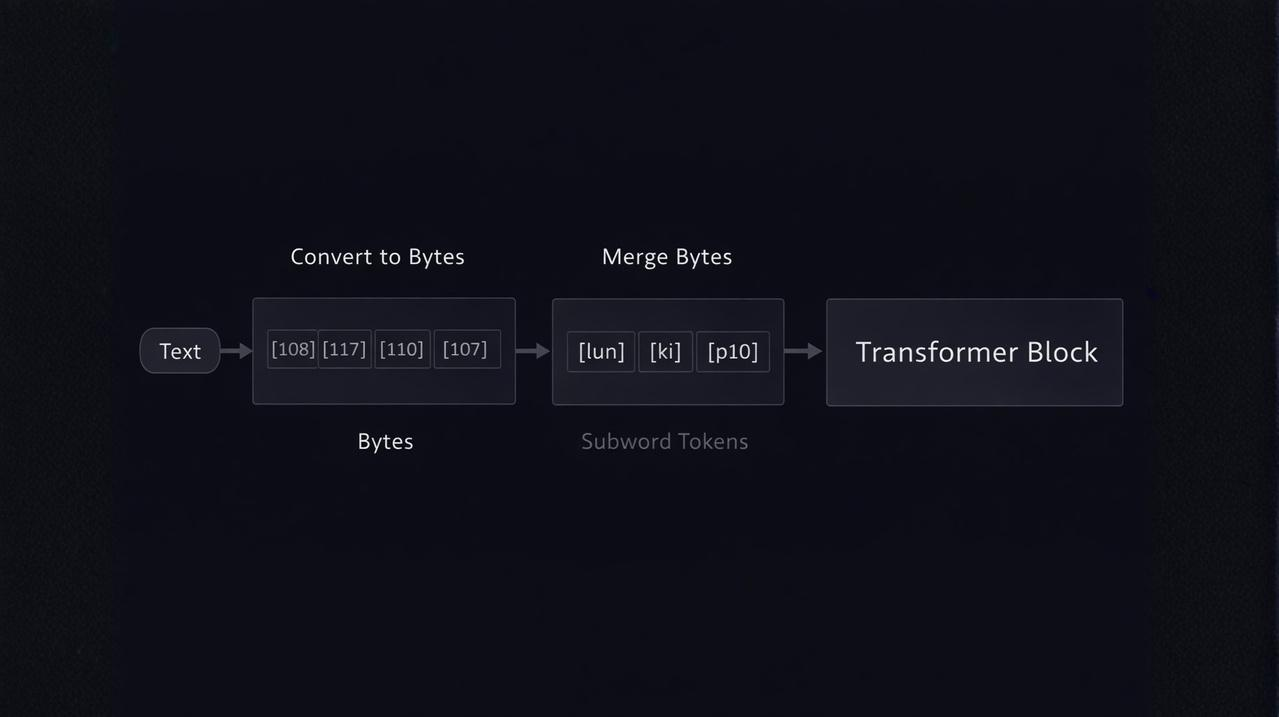 Convert to Bytes
Merge Bytes
Text
[108] [117] [110] [107]
[lun] [ki] [p10]
Transformer Block
Bytes
Subword Tokens